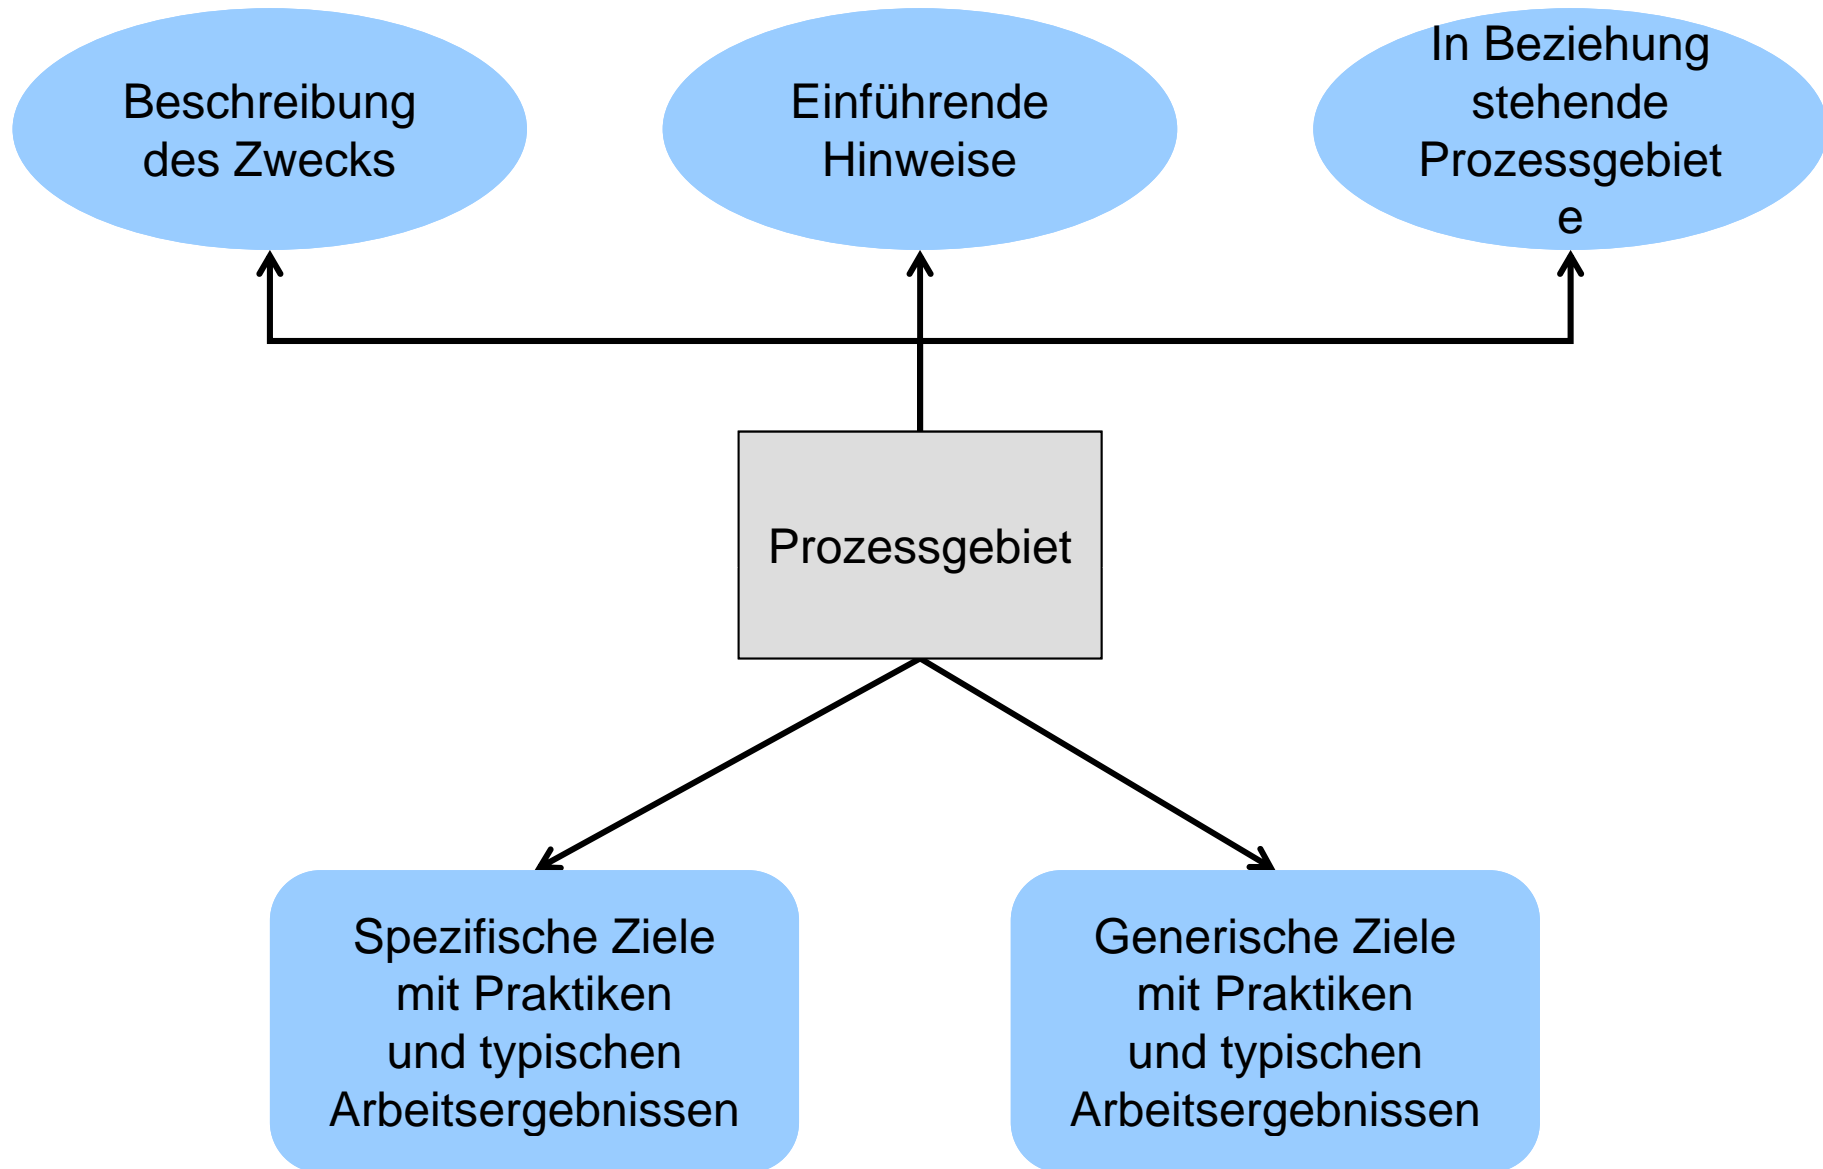 Beschreibung
des Zwecks
Einführende
Hinweise
In Beziehung
stehende
Prozessgebiet
e
Prozessgebiet
Spezifische Ziele
mit Praktiken
und typischen
Arbeitsergebnissen
Generische Ziele
mit Praktiken
und typischen
Arbeitsergebnissen